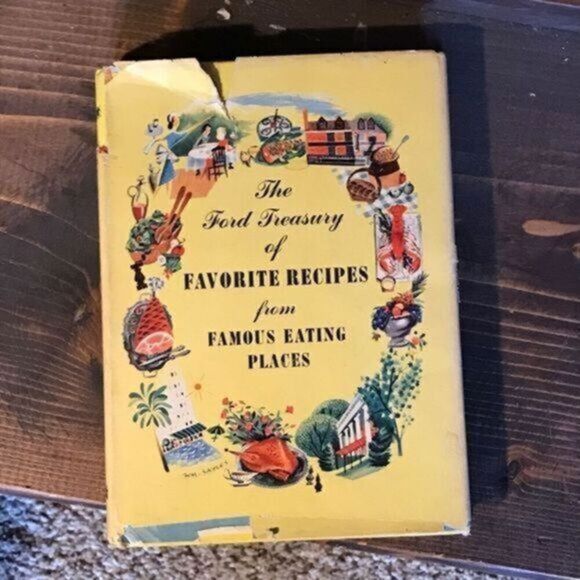 The
Ford Treasury
of
FAVORITE RECIPES
from
FAMOUS EATING
PLACES